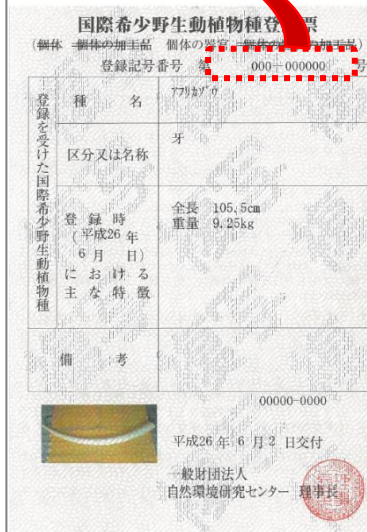 国際希少野生動植物種登 票
(個体 個体の加工品 個体の器官 個体の器官の加工品)
登録記号番号 第 000-000000 号
登録を受けた国際希少野生動植物種
種 名
アフリカゾウ
区分又は名称
牙
登録時
(平成26年
6月 日)
における
主な特徴
全長 105.5cm
重量 9.25kg
備 考
00000-0000
平成26年 6月 2 日交付
一般財団法人
自然環境研究センター 理事長